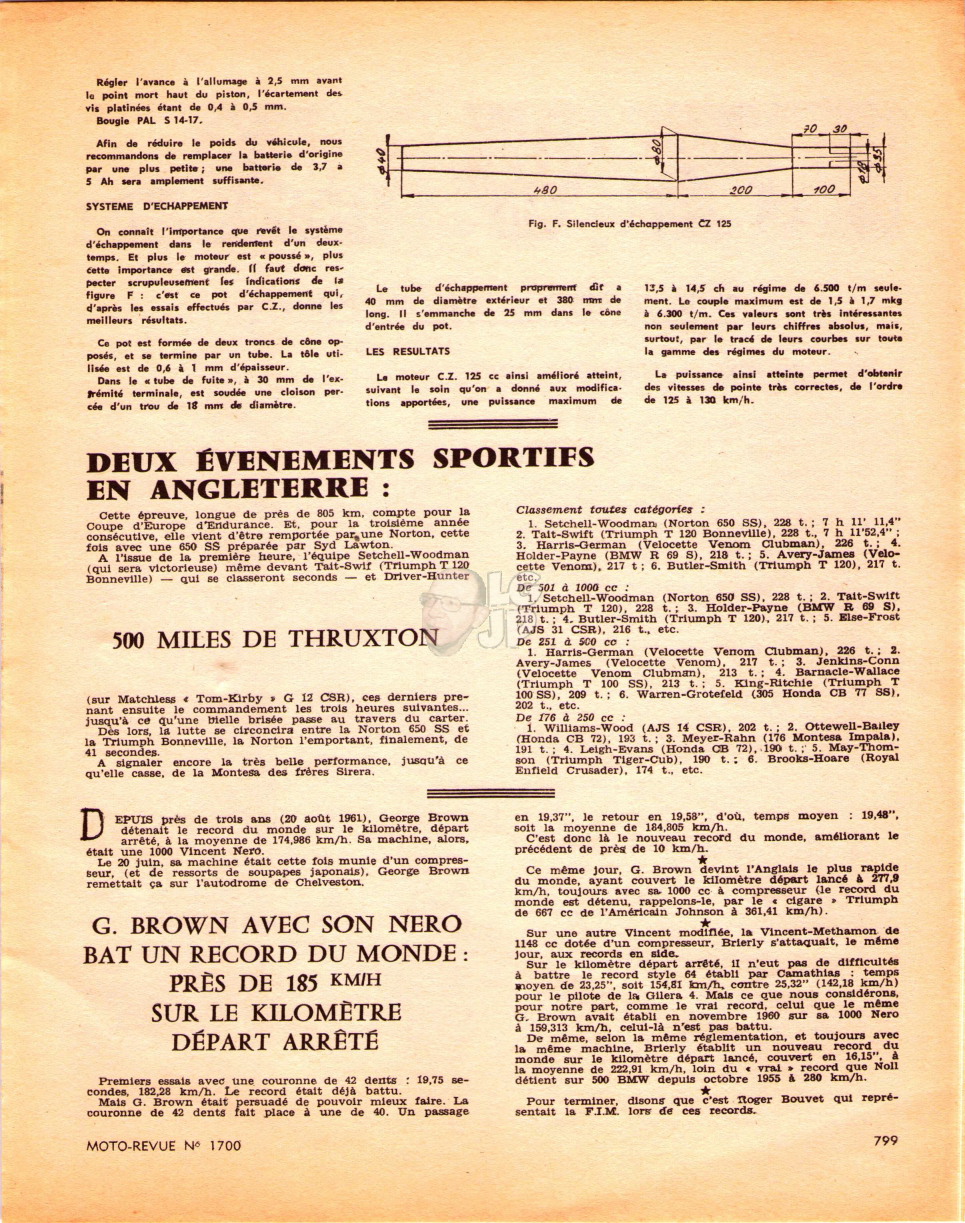 Régler l'avance à l'allumage à 2,5 mm avant
le point mort haut du piston, l'écartement des
vis platinées étant de 0,4 à 0,5 mm.
Bougie PAL S 14-17.
Afin de réduire le poids du véhicule, nous
recommandons de remplacer la batterie d'origine
par une plus petite ; une batterie de 3,7 à
5 Ah sera amplement suffisante.
SYSTEME D'ECHAPPEMENT
On connaît l'importance que revêt le système
d'échappement dans le rendement d'un deux-
temps. Et plus le moteur est « poussé », plus
cette importance est grande. Il faut donc res-
pecter scrupuleusement les indications de la
figure F : c'est ce pot d'échappement qui,
d'après les essais effectués par C.Z., donne les
meilleurs résultats.
Ce pot est formée de deux troncs de cône op-
posés, et se termine par un tube. La tôle uti-
lisée est de 0,6 à 1 mm d'épaisseur.
Dans le « tube de fuite », à 30 mm de l'ex-
trémité terminale, est soudée une cloison per-
cée d'un trou de 18 mm de diamètre.
ø40
480
ø80
200
70
30
100
ø18
ø35
Fig. F. Silencieux d'échappement ČZ 125
Le tube d'échappement proprement dit a
40 mm de diamètre extérieur et 380 mm de
long. Il s'emmanche de 25 mm dans le cône
d'entrée du pot.
LES RESULTATS
Le moteur C.Z. 125 cc ainsi amélioré atteint,
suivant le soin qu'on a donné aux modifica-
tions apportées, une puissance maximum de
13,5 à 14,5 ch au régime de 6.500 t/m seule-
ment. Le couple maximum est de 1,5 à 1,7 mkg
à 6.300 t/m. Ces valeurs sont très intéressantes
non seulement par leurs chiffres absolus, mais,
surtout, par le tracé de leurs courbes sur toute
la gamme des régimes du moteur.
La puissance ainsi atteinte permet d'obtenir
des vitesses de pointe très correctes, de l'ordre
de 125 à 130 km/h.
DEUX ÉVENEMENTS SPORTIFS
EN ANGLETERRE :
Cette épreuve, longue de près de 805 km, compte pour la
Coupe d'Europe d'Endurance. Et, pour la troisième année
consécutive, elle vient d'être remportée par une Norton, cette
fois avec une 650 SS préparée par Syd Lawton.
A l'issue de la première heure, l'équipe Setchell-Woodman
(qui sera victorieuse) même devant Tait-Swif (Triumph T 120
Bonneville) — qui se classeront seconds — et Driver-Hunter
500 MILES DE THRUXTON
(sur Matchless « Tom-Kirby » G 12 CSR), ces derniers pre-
nant ensuite le commandement les trois heures suivantes...
jusqu'à ce qu'une bielle brisée passe au travers du carter.
Dès lors, la lutte se circoncira entre la Norton 650 SS et
la Triumph Bonneville, la Norton l'emportant, finalement, de
41 secondes.
A signaler encore la très belle performance, jusqu'à ce
qu'elle casse, de la Montesa des frères Sirera.
Classement toutes catégories :
1. Setchell-Woodman (Norton 650 SS), 228 t. ; 7 h 11' 11,4"
2. Tait-Swift (Triumph T 120 Bonneville), 228 t., 7 h 11'52,4" ;
3. Harris-German (Velocette Venom Clubman), 226 t. ; 4.
Holder-Payne (BMW R 69 S), 218 t. ; 5. Avery-James (Velo-
cette Venom), 217 t ; 6. Butler-Smith (Triumph T 120), 217 t.
etc.
De 501 à 1000 cc :
1. Setchell-Woodman (Norton 650 SS), 228 t. ; 2. Tait-Swift
(Triumph T 120), 228 t. ; 3. Holder-Payne (BMW R 69 S),
218 t ; 4. Butler-Smith (Triumph T 120), 217 t. ; 5. Else-Frost
(AJS 31 CSR), 216 t., etc.
De 251 à 500 cc :
1. Harris-German (Velocette Venom Clubman), 226 t. ; 2.
Avery-James (Velocette Venom), 217 t. ; 3. Jenkins-Conn
(Velocette Venom Clubman), 213 t. ; 4. Barnacle-Wallace
(Triumph T 100 SS), 213 t. ; 5. King-Ritchie (Triumph T
100 SS), 209 t. ; 6. Warren-Grotefeld (305 Honda CB 77 SS),
202 t., etc.
De 176 à 250 cc :
1. Williams-Wood (AJS 14 CSR), 202 t. ; 2. Ottewell-Bailey
(Honda CB 72), 193 t. ; 3. Meyer-Rahn (176 Montesa Impala),
191 t. ; 4. Leigh-Evans (Honda CB 72), 190 t. ; 5. May-Thom-
son (Triumph Tiger-Cub), 190 t. ; 6. Brooks-Hoare (Royal
Enfield Crusader), 174 t., etc.
DEPUIS près de trois ans (20 août 1961), George Brown
détenait le record du monde sur le kilomètre, départ
arrêté, à la moyenne de 174,986 km/h. Sa machine, alors,
était une 1000 Vincent Nero.
Le 20 juin, sa machine était cette fois munie d'un compres-
seur, (et de ressorts de soupapes japonais), George Brown
remettait ça sur l'autodrome de Chelveston.
G. BROWN AVEC SON NERO
BAT UN RECORD DU MONDE :
PRÈS DE 185 KM/H
SUR LE KILOMÈTRE
DÉPART ARRÊTÉ
Premiers essais avec une couronne de 42 dents : 19,75 se-
condes, 182,28 km/h. Le record était déjà battu.
Mais G. Brown était persuadé de pouvoir mieux faire. La
couronne de 42 dents fait place à une de 40. Un passage
en 19,37", le retour en 19,58", d'où, temps moyen : 19,48",
soit la moyenne de 184,805 km/h.
C'est donc là le nouveau record du monde, améliorant le
précédent de près de 10 km/h.
★
Ce même jour, G. Brown devint l'Anglais le plus rapide
du monde, ayant couvert le kilomètre départ lancé à 277,9
km/h, toujours avec sa 1000 cc à compresseur (le record du
monde est détenu, rappelons-le, par le « cigare » Triumph
de 667 cc de l'Américain Johnson à 361,41 km/h).
★
Sur une autre Vincent modifiée, la Vincent-Methamon de
1148 cc dotée d'un compresseur, Brierly s'attaquait, le même
jour, aux records en side.
Sur le kilomètre départ arrêté, il n'eut pas de difficultés
à battre le record style 64 établi par Camathias : temps
moyen de 23,25", soit 154,81 km/h, contre 25,32" (142,18 km/h)
pour le pilote de la Gilera 4. Mais ce que nous considérons,
pour notre part, comme le vrai record, celui que le même
G. Brown avait établi en novembre 1960 sur sa 1000 Nero
à 159,313 km/h, celui-là n'est pas battu.
De même, selon la même réglementation, et toujours avec
la même machine, Brierly établit un nouveau record du
monde sur le kilomètre départ lancé, couvert en 16,15", à
la moyenne de 222,91 km/h, loin du « vrai » record que Noll
détient sur 500 BMW depuis octobre 1955 à 280 km/h.
★
Pour terminer, disons que c'est Roger Bouvet qui repré-
sentait la F.I.M. lors de ces records.
MOTO-REVUE Nº 1700
799